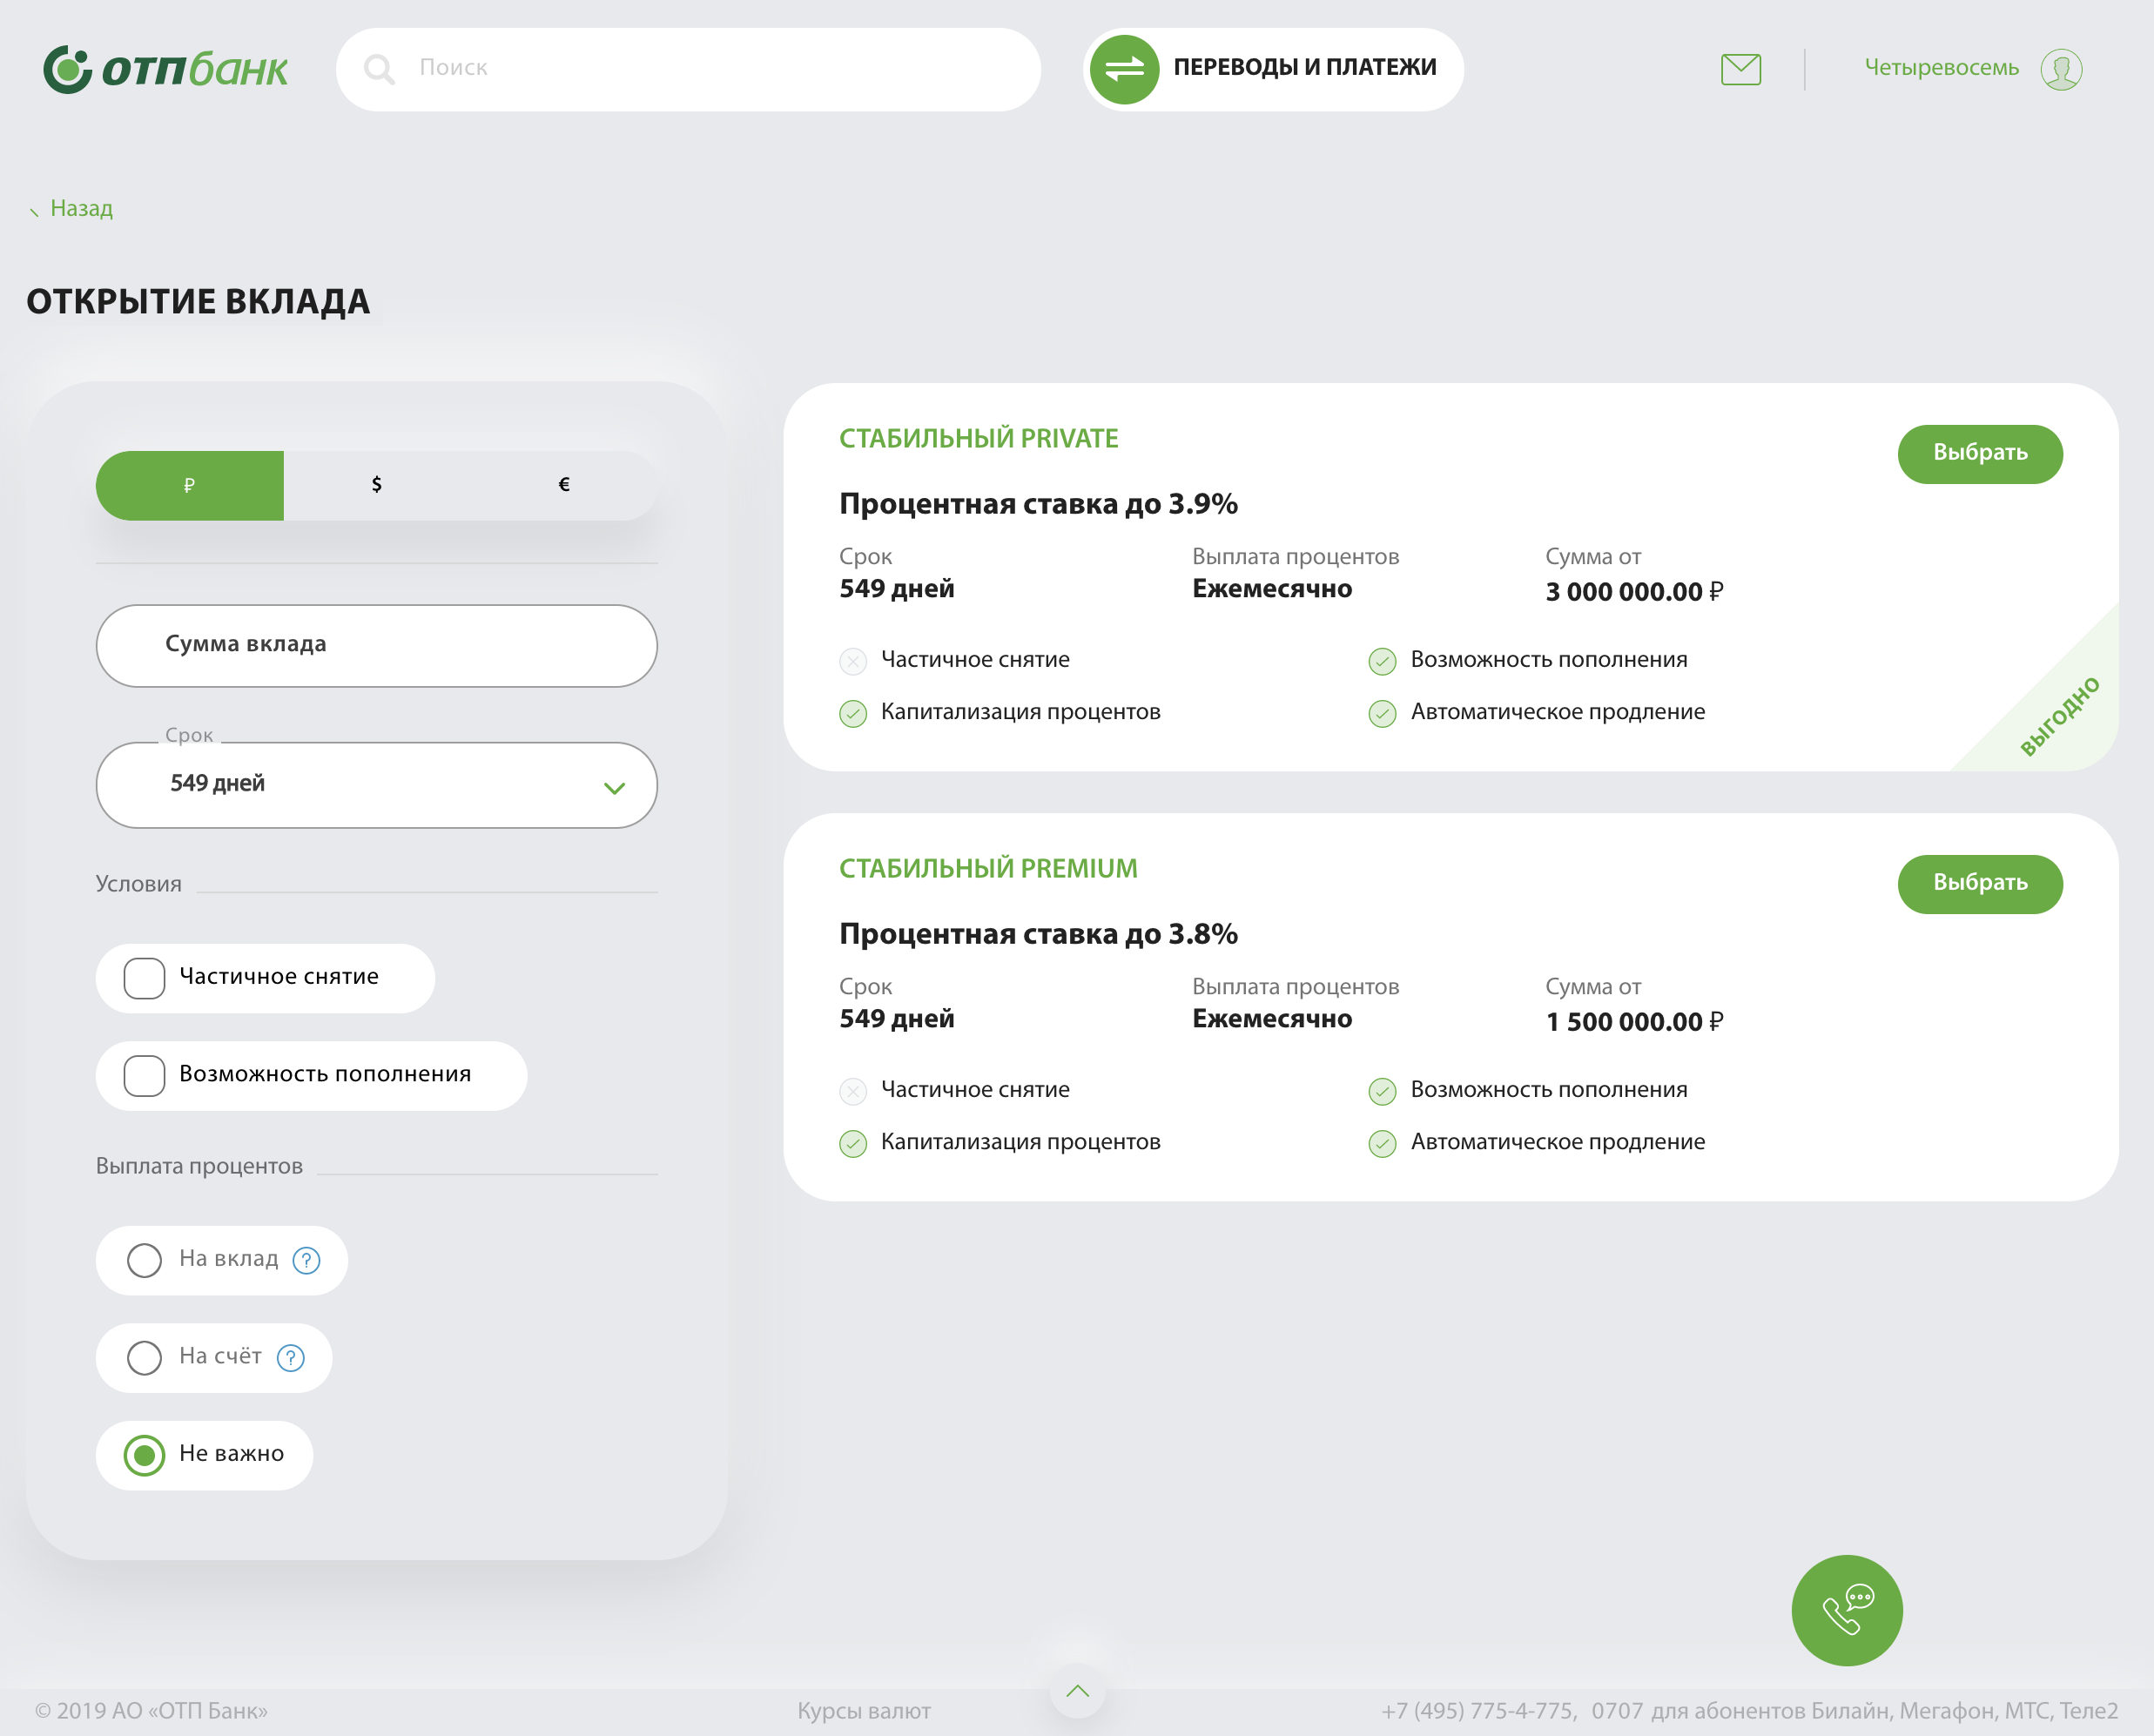 ОТПбанк
Поиск
ПЕРЕВОДЫ И ПЛАТЕЖИ
Четыревосемь
Назад
ОТКРЫТИЕ ВКЛАДА
₽ $ €
Сумма вклада
Срок
549 дней
Условия
Частичное снятие
Возможность пополнения
Выплата процентов
На вклад ?
На счёт ?
Не важно
СТАБИЛЬНЫЙ PRIVATE
Выбрать
Процентная ставка до 3.9%
Срок Выплата процентов Сумма от
549 дней Ежемесячно 3 000 000.00 ₽
Частичное снятие Возможность пополнения
Капитализация процентов Автоматическое продление
ВЫГОДНО
СТАБИЛЬНЫЙ PREMIUM
Выбрать
Процентная ставка до 3.8%
Срок Выплата процентов Сумма от
549 дней Ежемесячно 1 500 000.00 ₽
Частичное снятие Возможность пополнения
Капитализация процентов Автоматическое продление
© 2019 АО «ОТП Банк» Курсы валют +7 (495) 775-4-775, 0707 для абонентов Билайн, Мегафон, МТС, Теле2